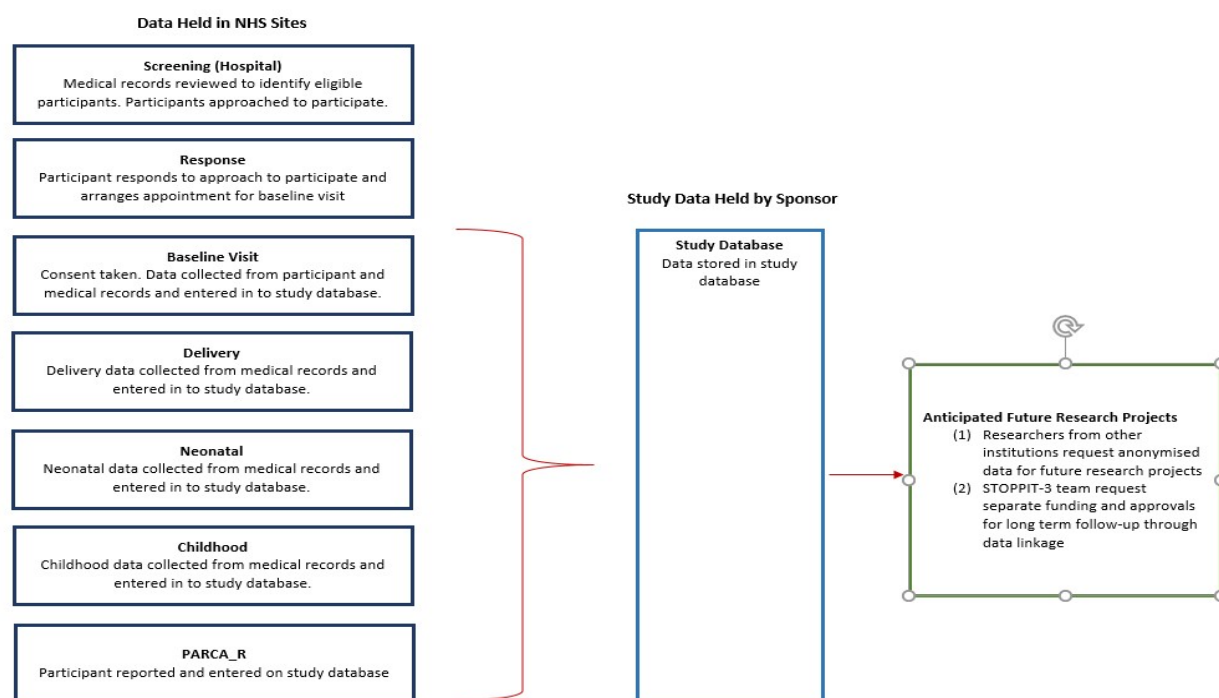 Data Held in NHS Sites
Screening (Hospital)
Medical records reviewed to identify eligible
participants. Participants approached to participate.
Response
Participant responds to approach to participate and
arranges appointment for baseline visit
Baseline Visit
Consent taken. Data collected from participant and
medical records and entered in to study database.
Delivery
Delivery data collected from medical records and
entered in to study database.
Neonatal
Neonatal data collected from medical records and
entered in to study database.
Childhood
Childhood data collected from medical records and
entered in to study database.
PARCA_R
Participant reported and entered on study database
Study Data Held by Sponsor
Study Database
Data stored in study
database
Anticipated Future Research Projects
(1) Researchers from other
institutions request anonymised
data for future research projects
(2) STOPPIT-3 team request
separate funding and approvals
for long term follow-up through
data linkage